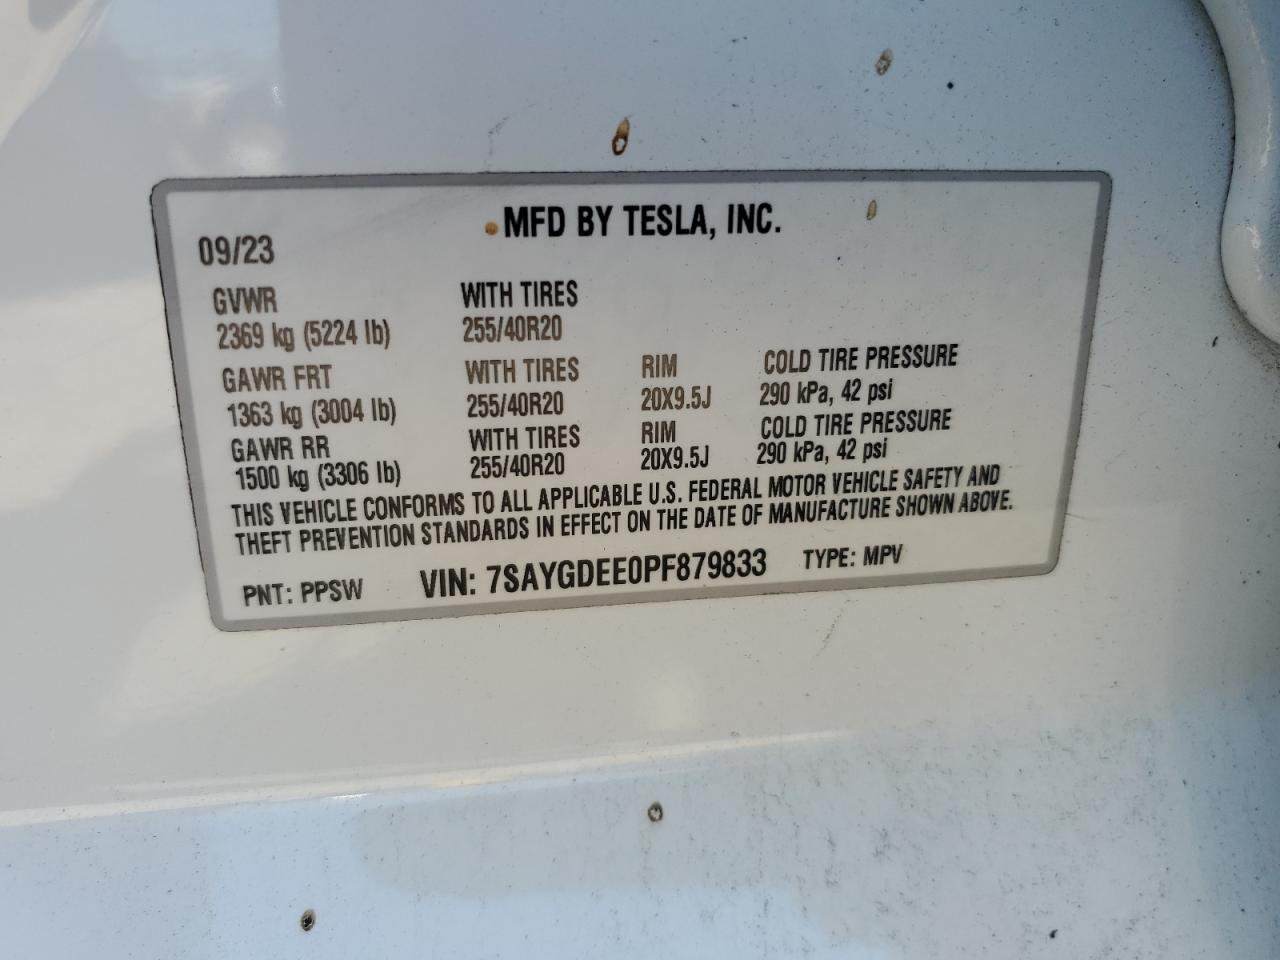 MFD BY TESLA, INC.
09/23
GVWR WITH TIRES
2369 kg (5224 lb) 255/40R20
GAWR FRT WITH TIRES RIM COLD TIRE PRESSURE
1363 kg (3004 lb) 255/40R20 20X9.5J 290 kPa, 42 psi
GAWR RR WITH TIRES RIM COLD TIRE PRESSURE
1500 kg (3306 lb) 255/40R20 20X9.5J 290 kPa, 42 psi
THIS VEHICLE CONFORMS TO ALL APPLICABLE U.S. FEDERAL MOTOR VEHICLE SAFETY AND
THEFT PREVENTION STANDARDS IN EFFECT ON THE DATE OF MANUFACTURE SHOWN ABOVE.
PNT: PPSW VIN: 7SAYGDEE0PF879833 TYPE: MPV